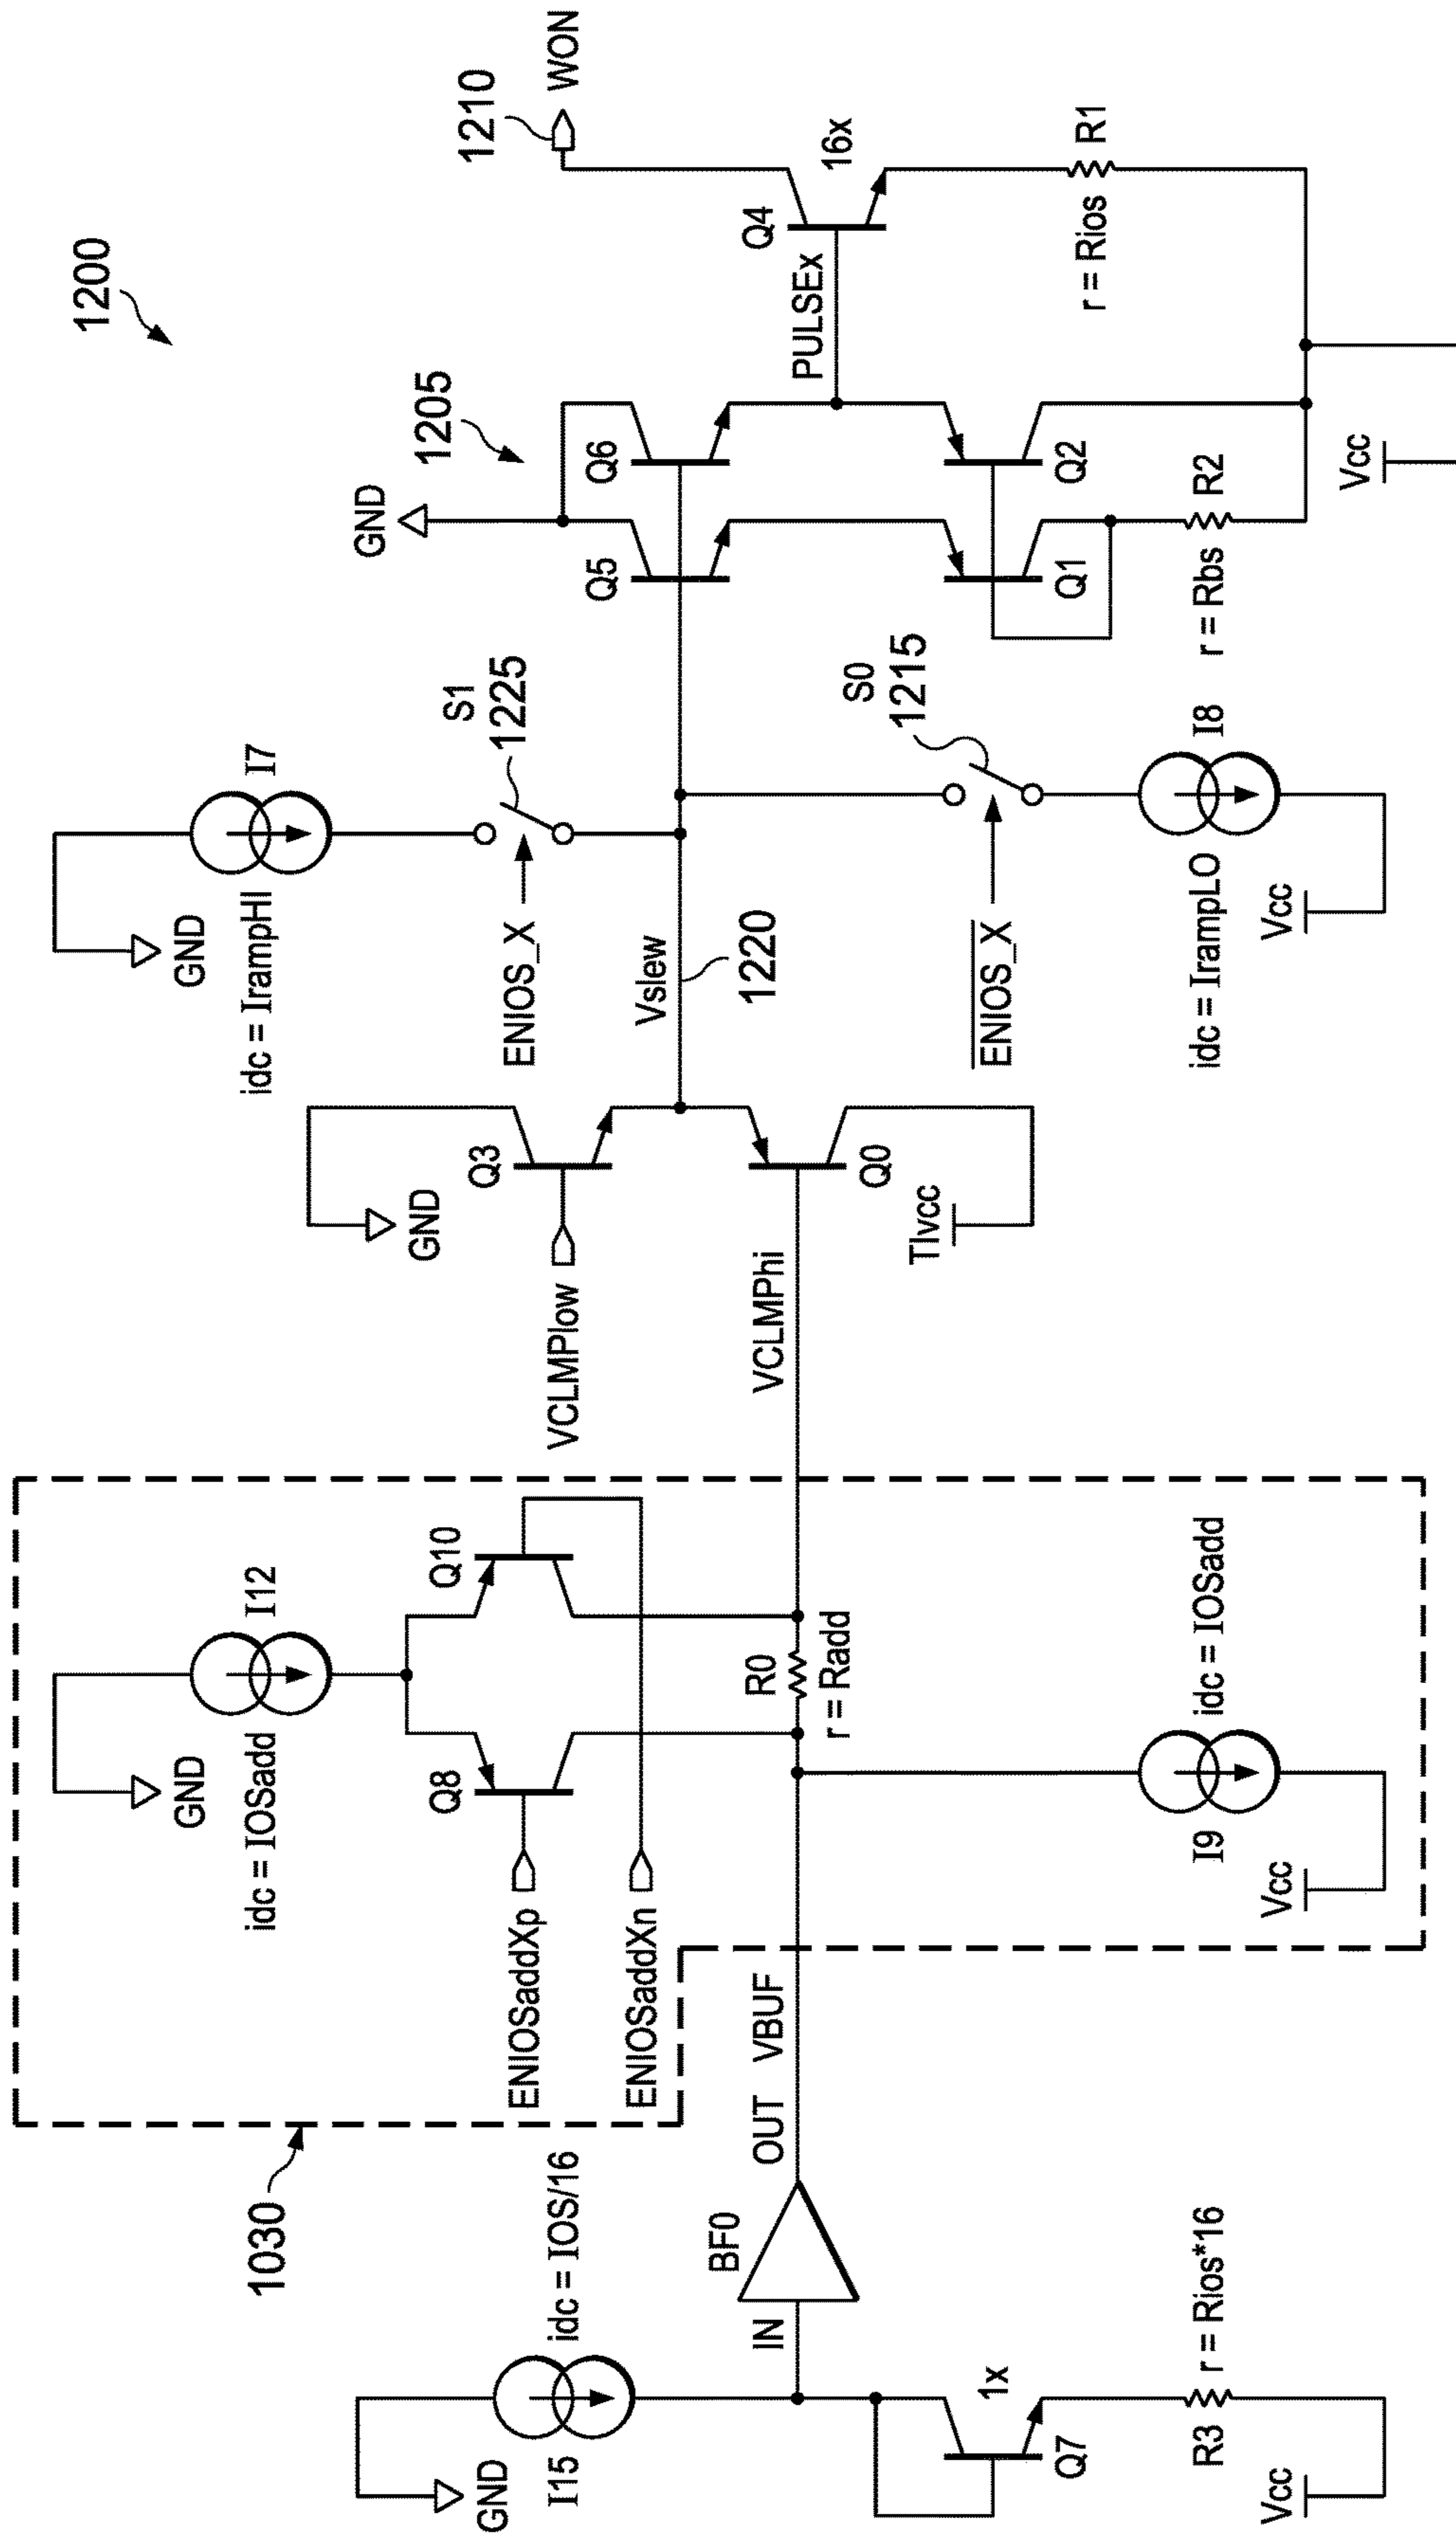 1200
1030
GND
I15
idc = IOS/16
IN
BF0
OUT
VBUF
Q7
1x
R3
r = Rios*16
Vcc
GND
idc = IOSadd
I12
Q8
Q10
ENIOSaddXp
ENIOSaddXn
R0
r = Radd
I9
idc = IOSadd
Vcc
VCLMPlow
VCLMPhi
GND
Q3
Q0
TIvcc
Vslew
1220
GND
idc = IrampHI
I7
ENIOS_X
S1
1225
ENIOS_X
S0
1215
idc = IrampLO
I8
Vcc
GND
1205
Q5
Q6
Q1
Q2
r = Rbs
R2
PULSEx
Q4
16x
1210
WON
r = Rios
R1
Vcc